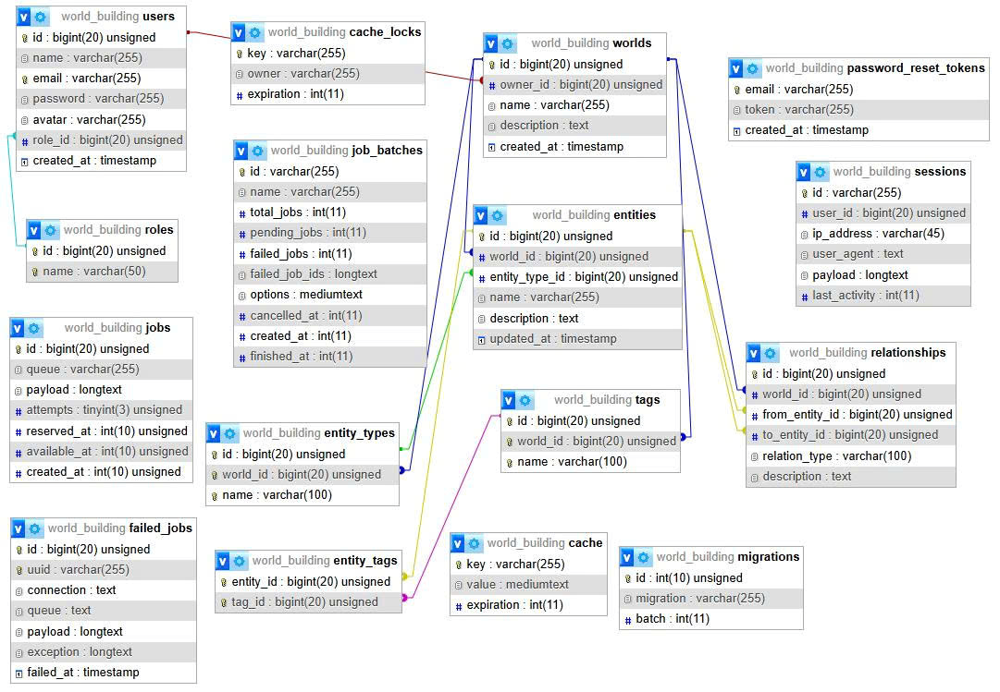 world_building users
id : bigint(20) unsigned
name : varchar(255)
email : varchar(255)
password : varchar(255)
avatar : varchar(255)
role_id : bigint(20) unsigned
created_at : timestamp
world_building cache_locks
key : varchar(255)
owner : varchar(255)
expiration : int(11)
world_building worlds
id : bigint(20) unsigned
owner_id : bigint(20) unsigned
name : varchar(255)
description : text
created_at : timestamp
world_building password_reset_tokens
email : varchar(255)
token : varchar(255)
created_at : timestamp
world_building job_batches
id : varchar(255)
name : varchar(255)
total_jobs : int(11)
pending_jobs : int(11)
failed_jobs : int(11)
failed_job_ids : longtext
options : mediumtext
cancelled_at : int(11)
created_at : int(11)
finished_at : int(11)
world_building sessions
id : varchar(255)
user_id : bigint(20) unsigned
ip_address : varchar(45)
user_agent : text
payload : longtext
last_activity : int(11)
world_building roles
id : bigint(20) unsigned
name : varchar(50)
world_building entities
id : bigint(20) unsigned
world_id : bigint(20) unsigned
entity_type_id : bigint(20) unsigned
name : varchar(255)
description : text
updated_at : timestamp
world_building jobs
id : bigint(20) unsigned
queue : varchar(255)
payload : longtext
attempts : tinyint(3) unsigned
reserved_at : int(10) unsigned
available_at : int(10) unsigned
created_at : int(10) unsigned
world_building relationships
id : bigint(20) unsigned
world_id : bigint(20) unsigned
from_entity_id : bigint(20) unsigned
to_entity_id : bigint(20) unsigned
relation_type : varchar(100)
description : text
world_building tags
id : bigint(20) unsigned
world_id : bigint(20) unsigned
name : varchar(100)
world_building entity_types
id : bigint(20) unsigned
world_id : bigint(20) unsigned
name : varchar(100)
world_building failed_jobs
id : bigint(20) unsigned
uuid : varchar(255)
connection : text
queue : text
payload : longtext
exception : longtext
failed_at : timestamp
world_building entity_tags
entity_id : bigint(20) unsigned
tag_id : bigint(20) unsigned
world_building cache
key : varchar(255)
value : mediumtext
expiration : int(11)
world_building migrations
id : int(10) unsigned
migration : varchar(255)
batch : int(11)